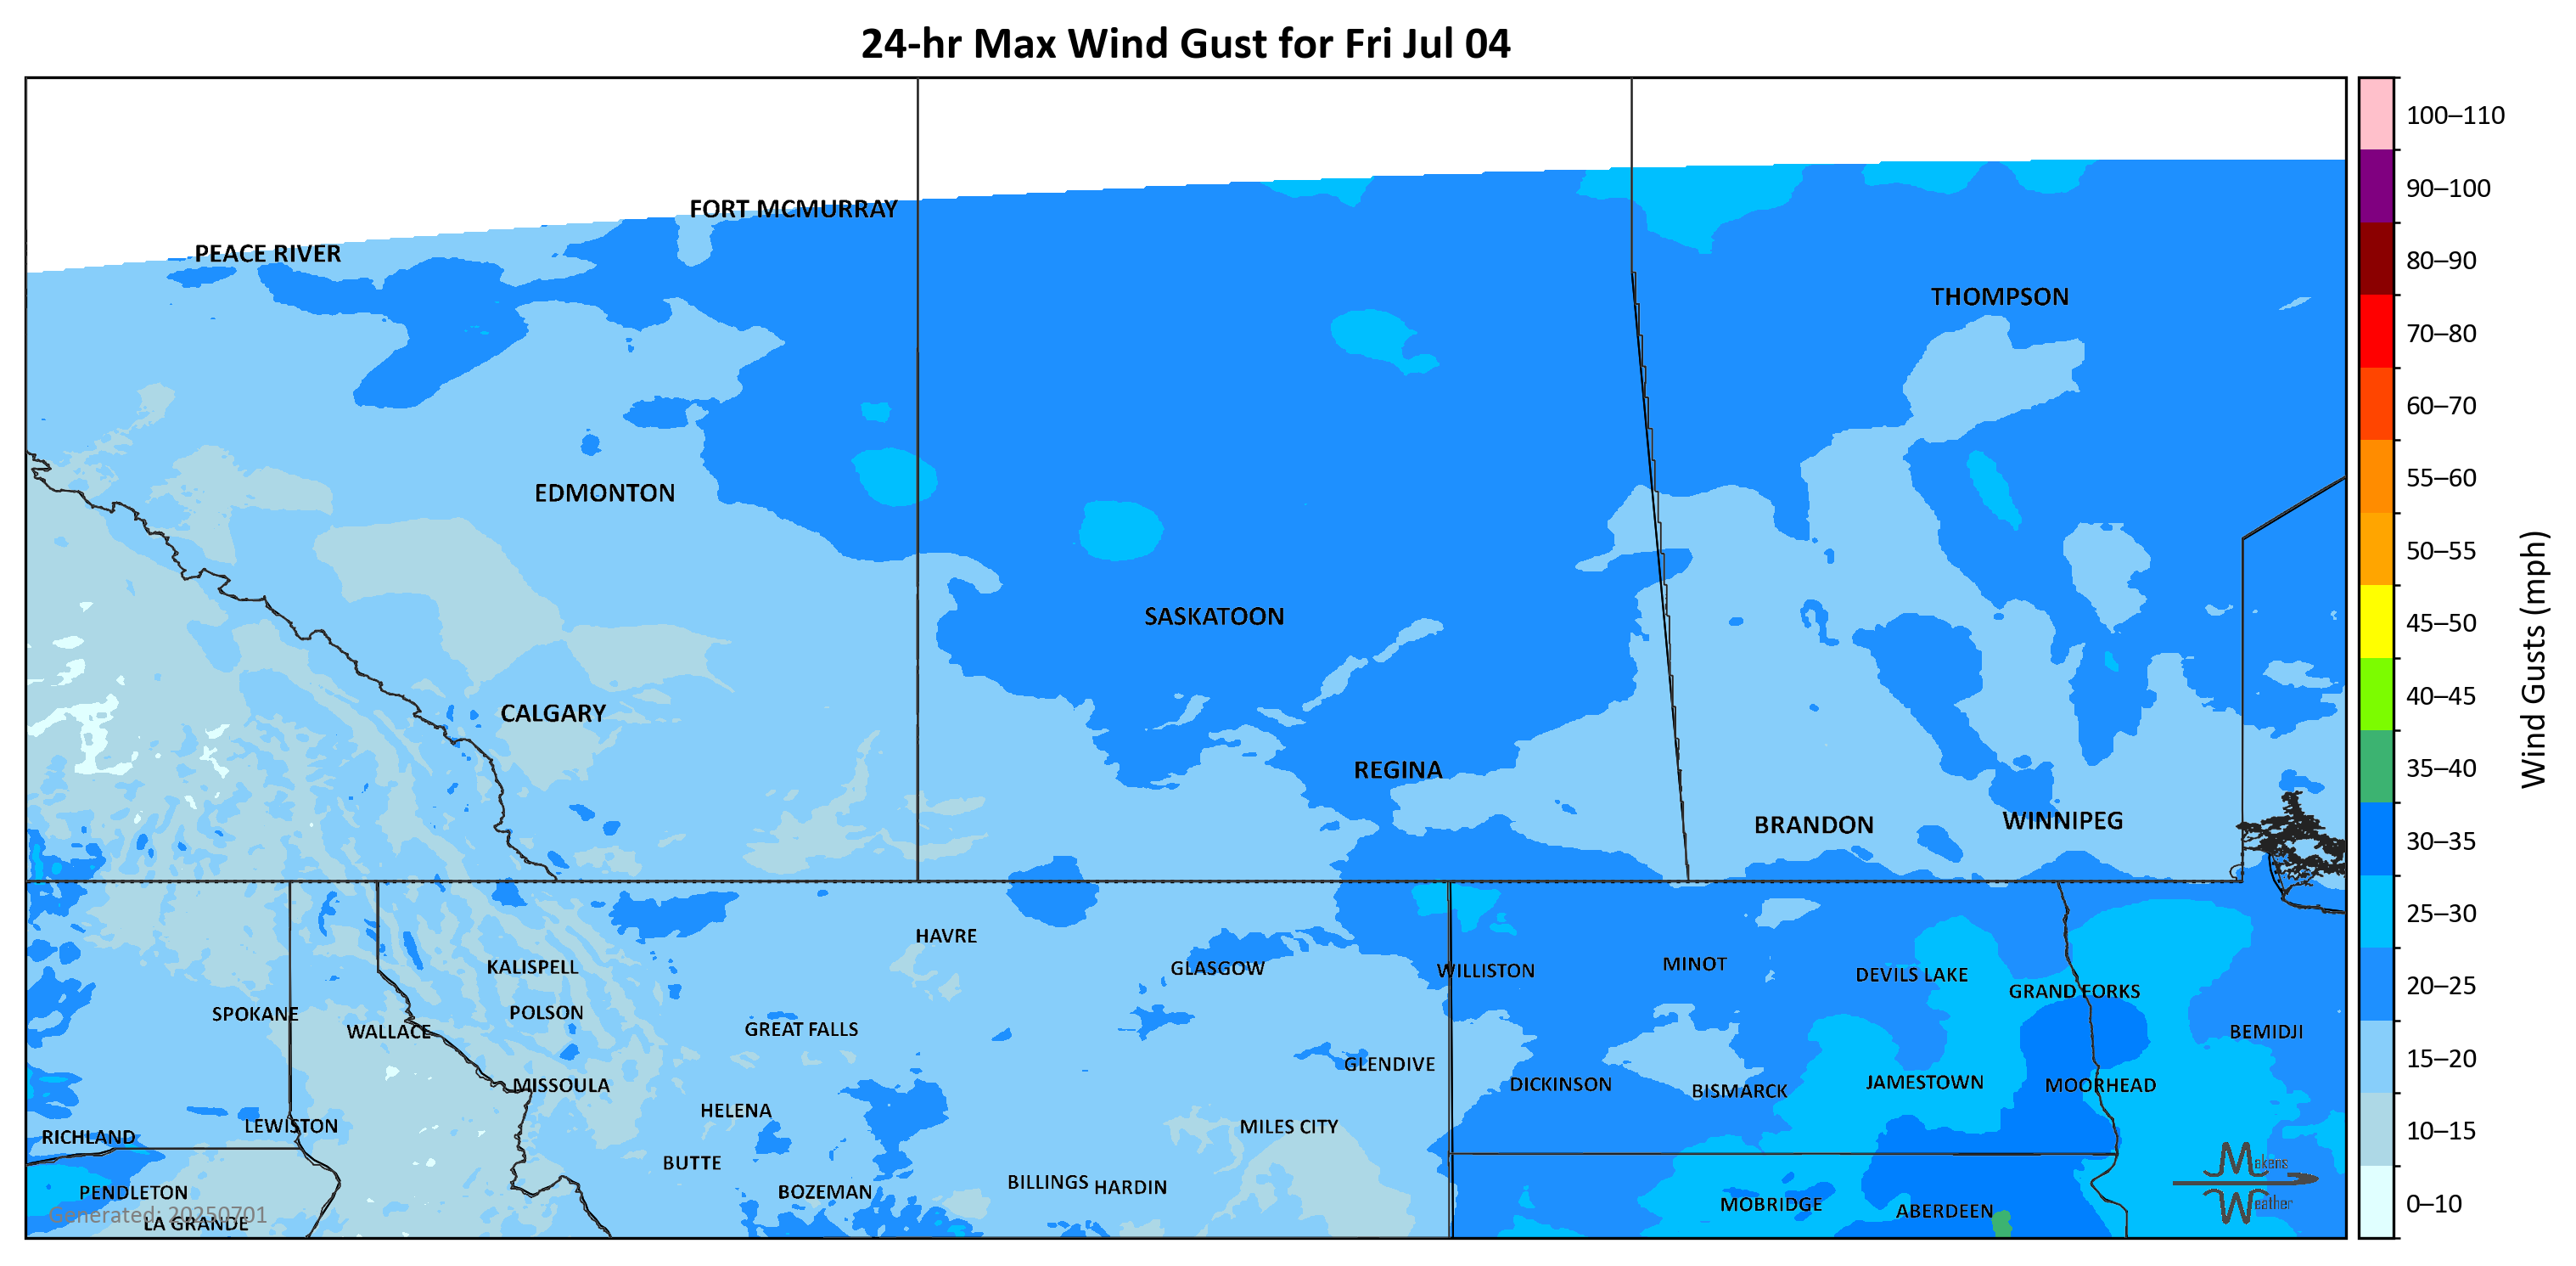 24-hr Max Wind Gust for Fri Jul 04
FORT MCMURRAY
PEACE RIVER
THOMPSON
EDMONTON
SASKATOON
CALGARY
REGINA
BRANDON
WINNIPEG
HAVRE
KALISPELL
GLASGOW
WILLISTON
MINOT
DEVILS LAKE
GRAND FORKS
SPOKANE
POLSON
WALLACE
GREAT FALLS
BEMIDJI
GLENDIVE
MISSOULA
DICKINSON
BISMARCK
JAMESTOWN
MOORHEAD
HELENA
LEWISTON
MILES CITY
RICHLAND
BUTTE
PENDLETON
BOZEMAN
BILLINGS
HARDIN
MOBRIDGE
ABERDEEN
LA GRANDE
Generated: 20250701
Makens
Weather
100–110
90–100
80–90
70–80
60–70
55–60
50–55
45–50
40–45
35–40
30–35
25–30
20–25
15–20
10–15
0–10
Wind Gusts (mph)